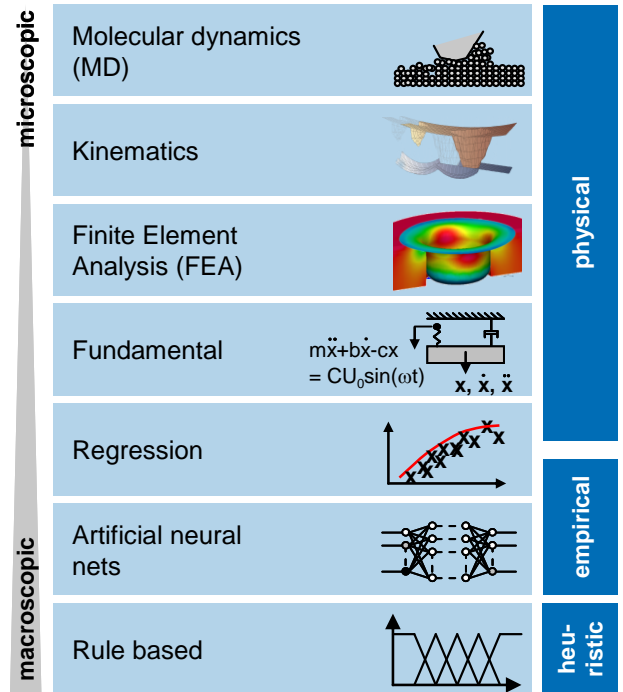 microscopic
macroscopic
Molecular dynamics
(MD)
Kinematics
Finite Element
Analysis (FEA)
Fundamental
mẍ+bẋ-cx
= CU₀sin(ωt)
x, ẋ, ẍ
Regression
Artificial neural
nets
Rule based
physical
empirical
heu-
ristic